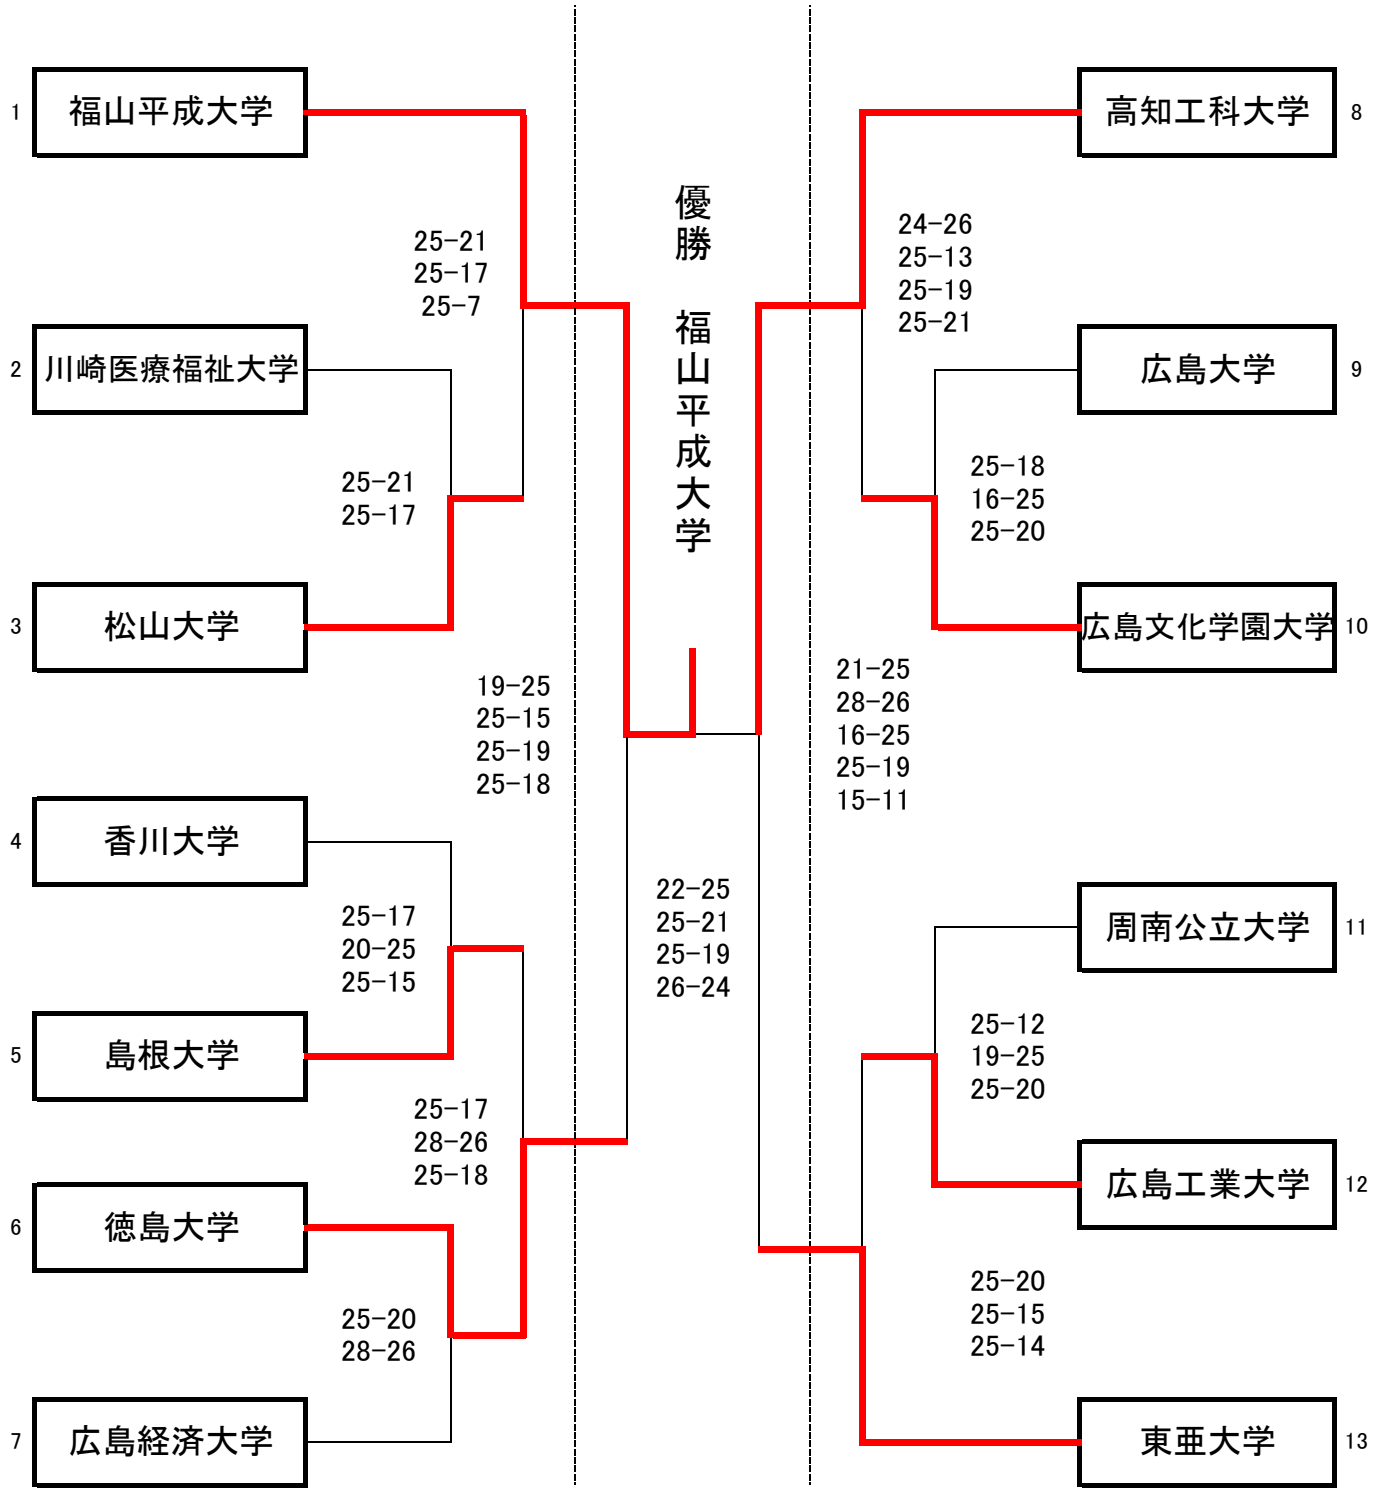 1 福山平成大学
25-21
25-17
25-7
2 川崎医療福祉大学
25-21
25-17
3 松山大学
19-25
25-15
25-19
25-18
4 香川大学
25-17
20-25
25-15
5 島根大学
25-17
28-26
25-18
6 徳島大学
25-20
28-26
7 広島経済大学
優勝 福山平成大学
22-25
25-21
25-19
26-24
高知工科大学 8
24-26
25-13
25-19
25-21
広島大学 9
25-18
16-25
25-20
広島文化学園大学 10
21-25
28-26
16-25
25-19
15-11
周南公立大学 11
25-12
19-25
25-20
広島工業大学 12
25-20
25-15
25-14
東亜大学 13